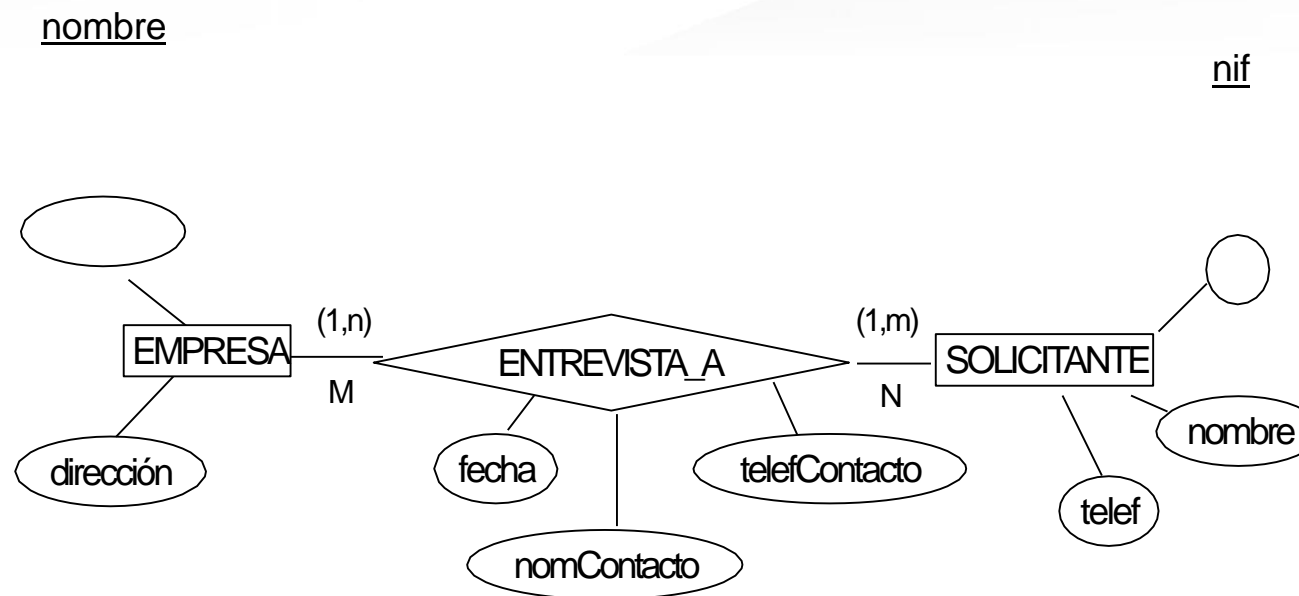 nombre
nif
(1,n)
(1,m)
EMPRESA
ENTREVISTA_A
SOLICITANTE
M
N
dirección
fecha
telefContacto
nombre
telef
nomContacto